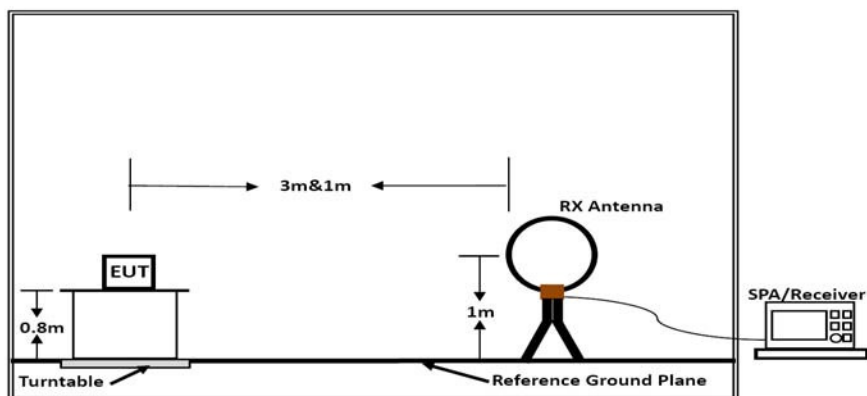 3m&1m
RX Antenna
EUT
SPA/Receiver
0.8m
1m
Turntable
Reference Ground Plane